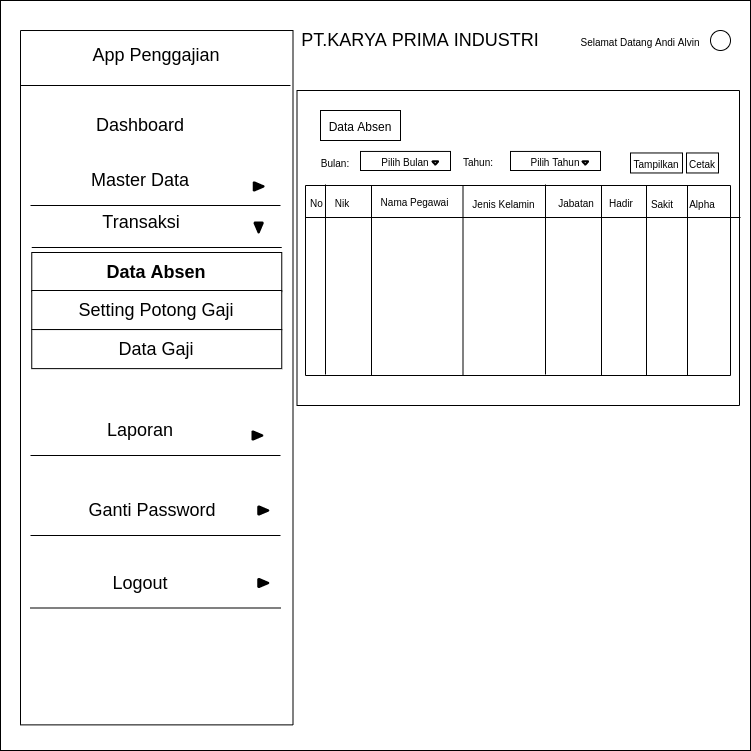 App Penggajian
PT.KARYA PRIMA INDUSTRI
Selamat Datang Andi Alvin
Dashboard
Master Data
Transaksi
Data Absen
Setting Potong Gaji
Data Gaji
Laporan
Ganti Password
Logout
Data Absen
Bulan: Pilih Bulan Tahun: Pilih Tahun Tampilkan Cetak
No Nik Nama Pegawai Jenis Kelamin Jabatan Hadir Sakit Alpha